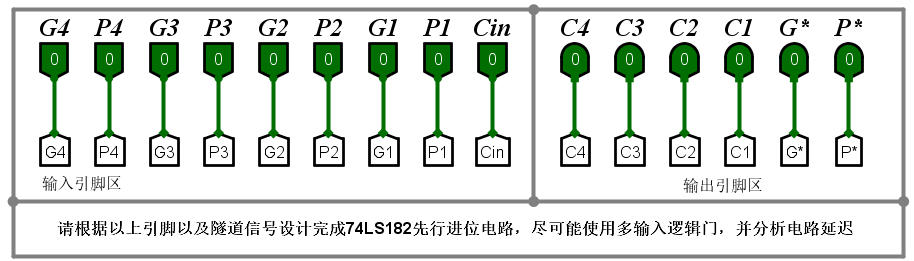 G4 P4 G3 P3 G2 P2 G1 P1 Cin C4 C3 C2 C1 G* P*
0 0 0 0 0 0 0 0 0 0 0 0 0 0 0
G4 P4 G3 P3 G2 P2 G1 P1 Cin C4 C3 C2 C1 G* P*
输入引脚区 输出引脚区
请根据以上引脚以及隧道信号设计完成74LS182先行进位电路，尽可能使用多输入逻辑门，并分析电路延迟